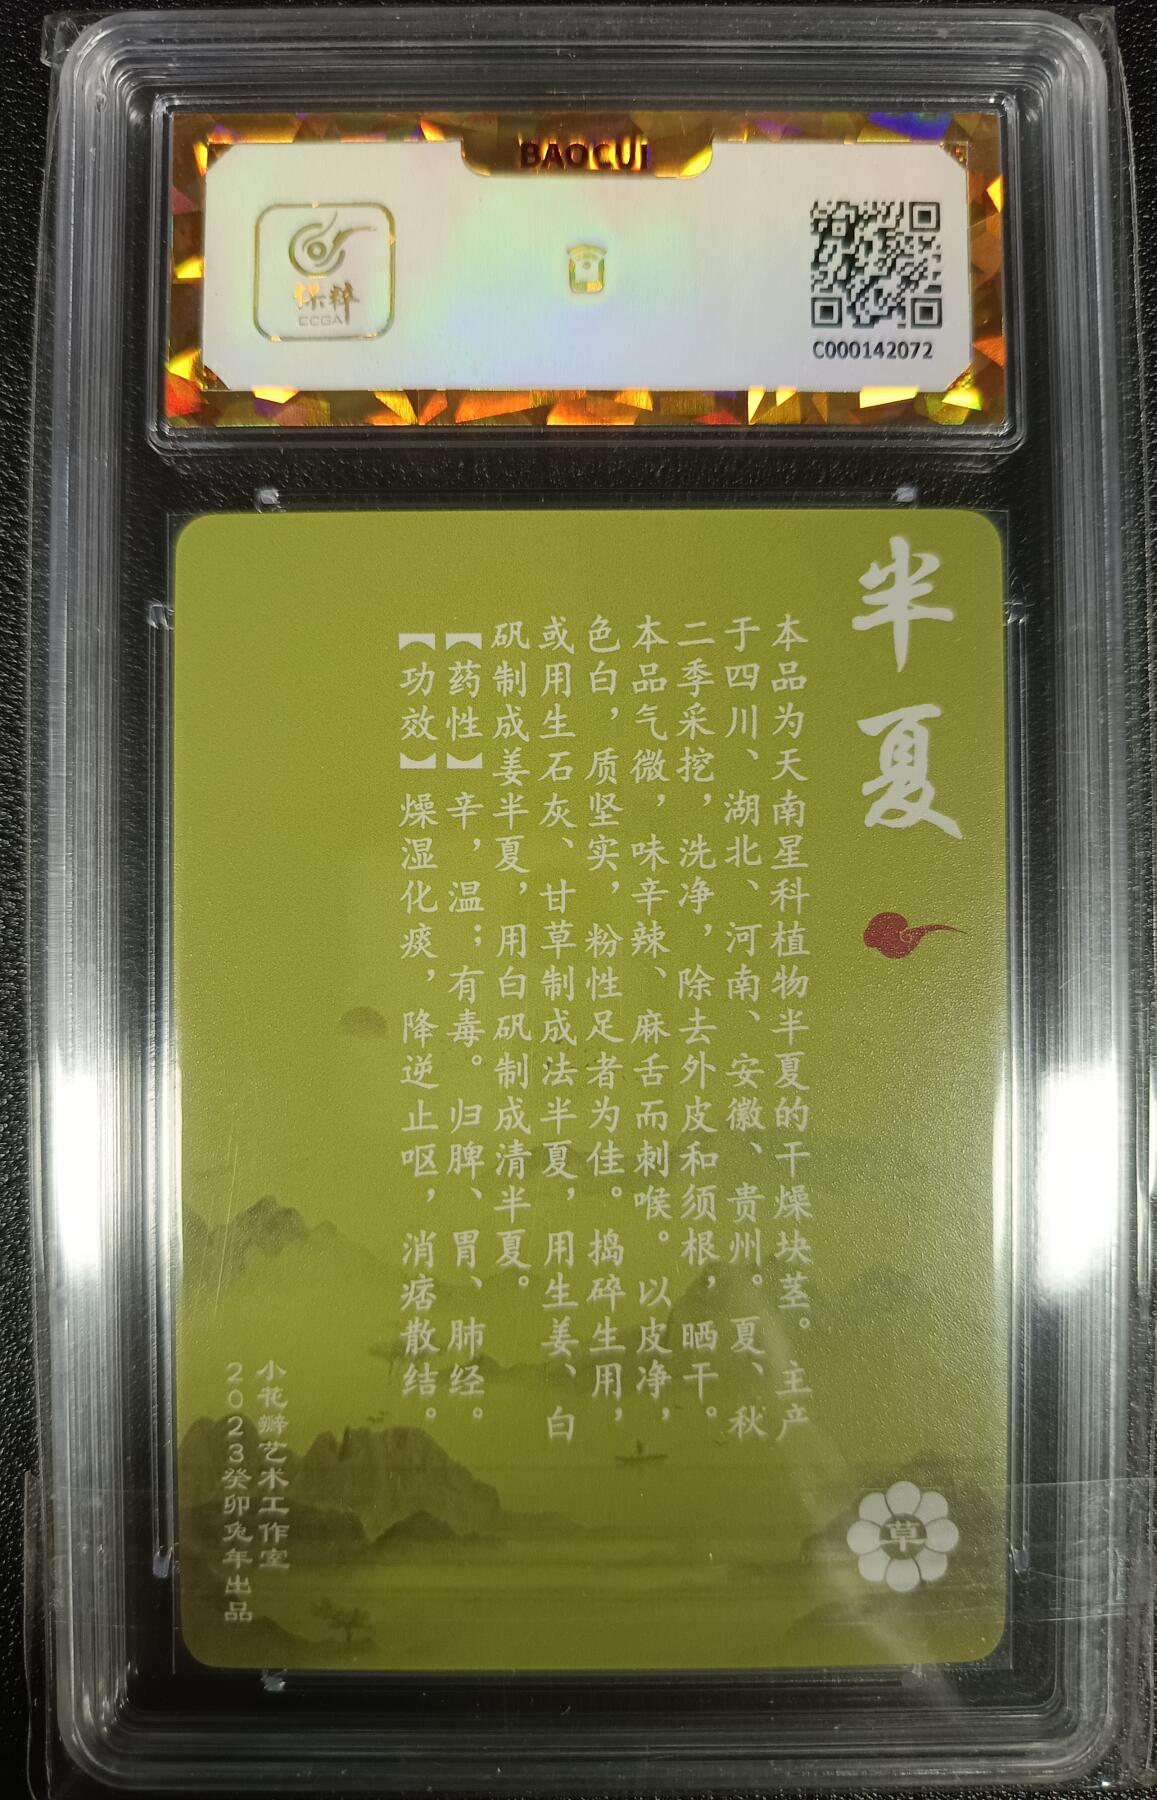 BAOCUI
保粹
CCGA
C000142072
半夏
本品为天南星科植物半夏的干燥块茎。主产
于四川、湖北、河南、安徽、贵州。夏、秋
二季采挖，洗净，除去外皮和须根，晒干。
本品气微，味辛辣、麻舌而刺喉。以皮净，
色白，质坚实，粉性足者为佳。捣碎生用，
或用生石灰、甘草制成法半夏，用生姜、白
矾制成姜半夏，用白矾制成清半夏。
【药性】辛，温；有毒。归脾、胃、肺经。
【功效】燥湿化痰，降逆止呕，消痞散结。
草
小花瓣艺术工作室
2023癸卯兔年出品